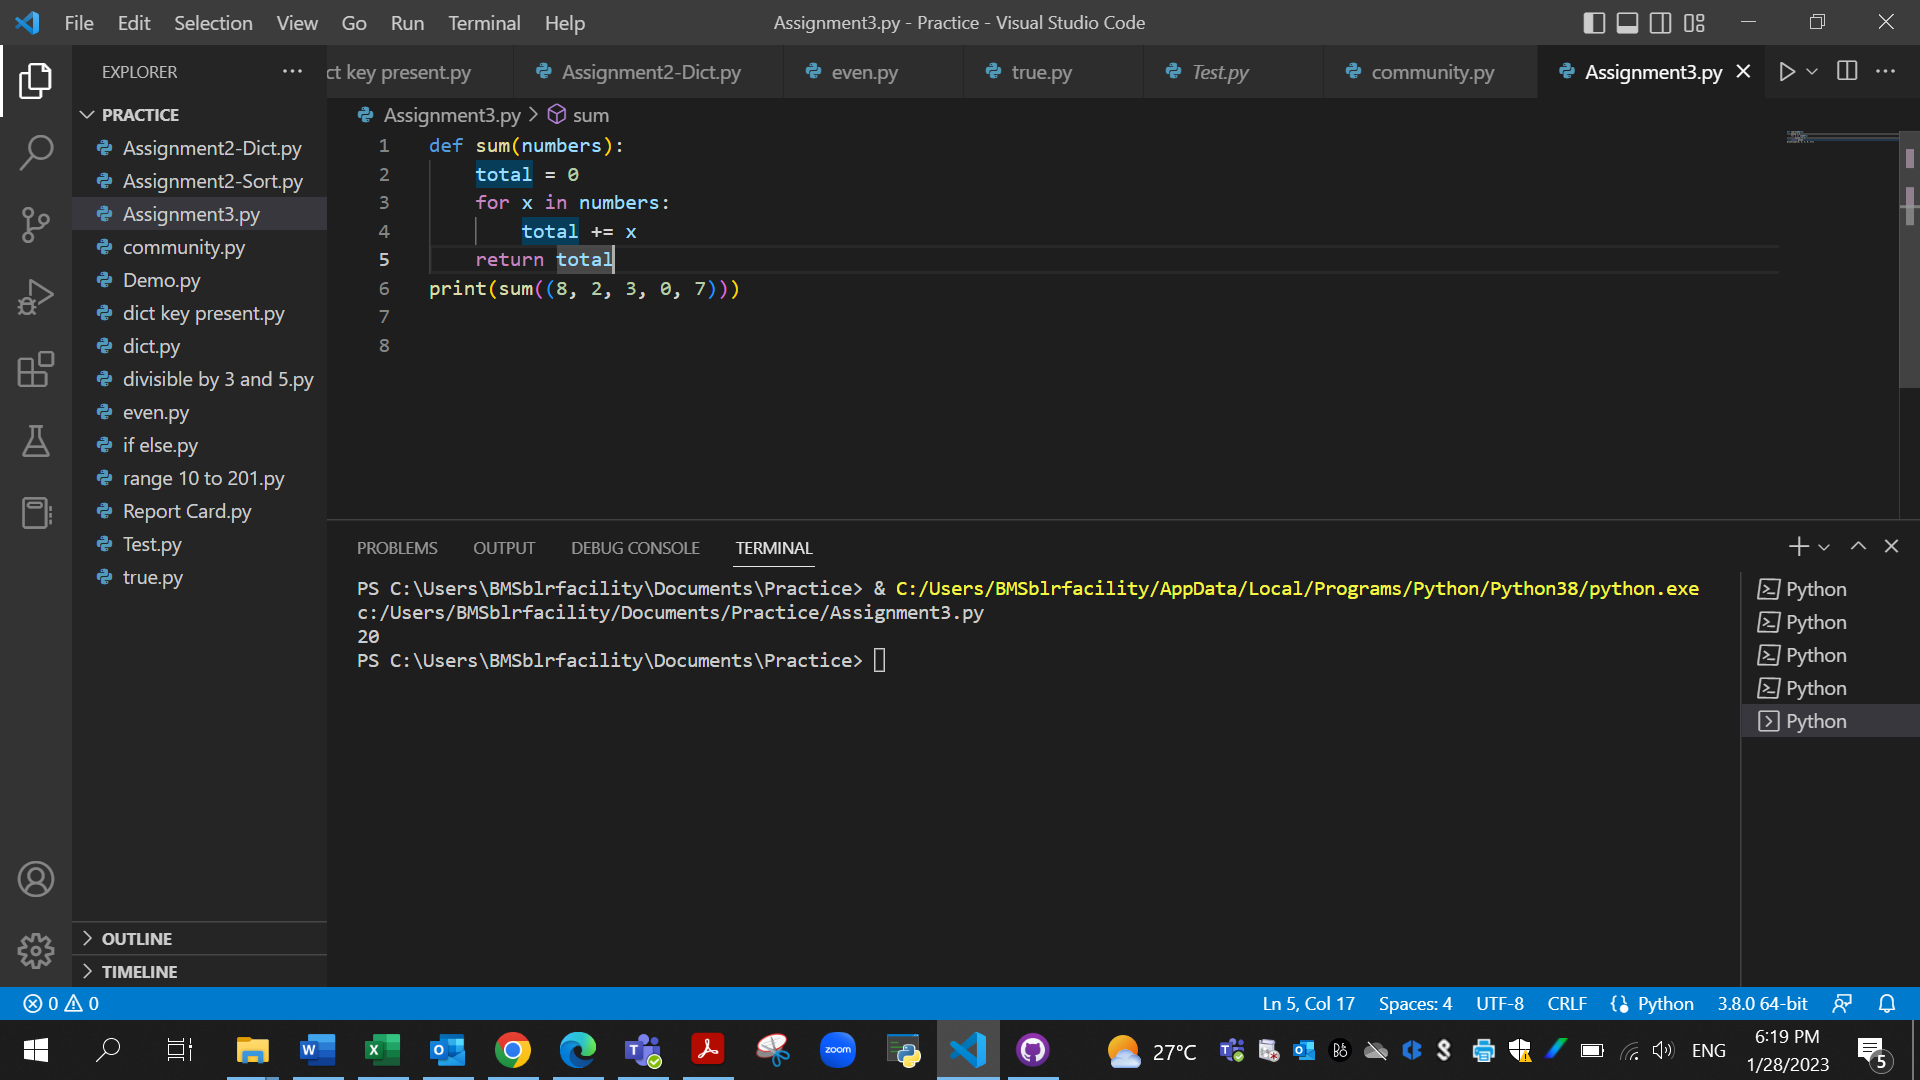 File Edit Selection View Go Run Terminal Help
Assignment3.py - Practice - Visual Studio Code
EXPLORER
ct key present.py Assignment2-Dict.py even.py true.py Test.py community.py Assignment3.py
PRACTICE
Assignment2-Dict.py
Assignment2-Sort.py
Assignment3.py
community.py
Demo.py
dict key present.py
dict.py
divisible by 3 and 5.py
even.py
if else.py
range 10 to 201.py
Report Card.py
Test.py
true.py
OUTLINE
TIMELINE
Assignment3.py > sum
1 def sum(numbers):
2 total = 0
3 for x in numbers:
4 total += x
5 return total
6 print(sum((8, 2, 3, 0, 7)))
7
8
PROBLEMS OUTPUT DEBUG CONSOLE TERMINAL
PS C:\Users\BMSblrfacility\Documents\Practice> & C:/Users/BMSblrfacility/AppData/Local/Programs/Python/Python38/python.exe
c:/Users/BMSblrfacility/Documents/Practice/Assignment3.py
20
PS C:\Users\BMSblrfacility\Documents\Practice>
Python
Python
Python
Python
Python
0 0
Ln 5, Col 17 Spaces: 4 UTF-8 CRLF Python 3.8.0 64-bit
zoom
27°C
ENG
6:19 PM
1/28/2023
5